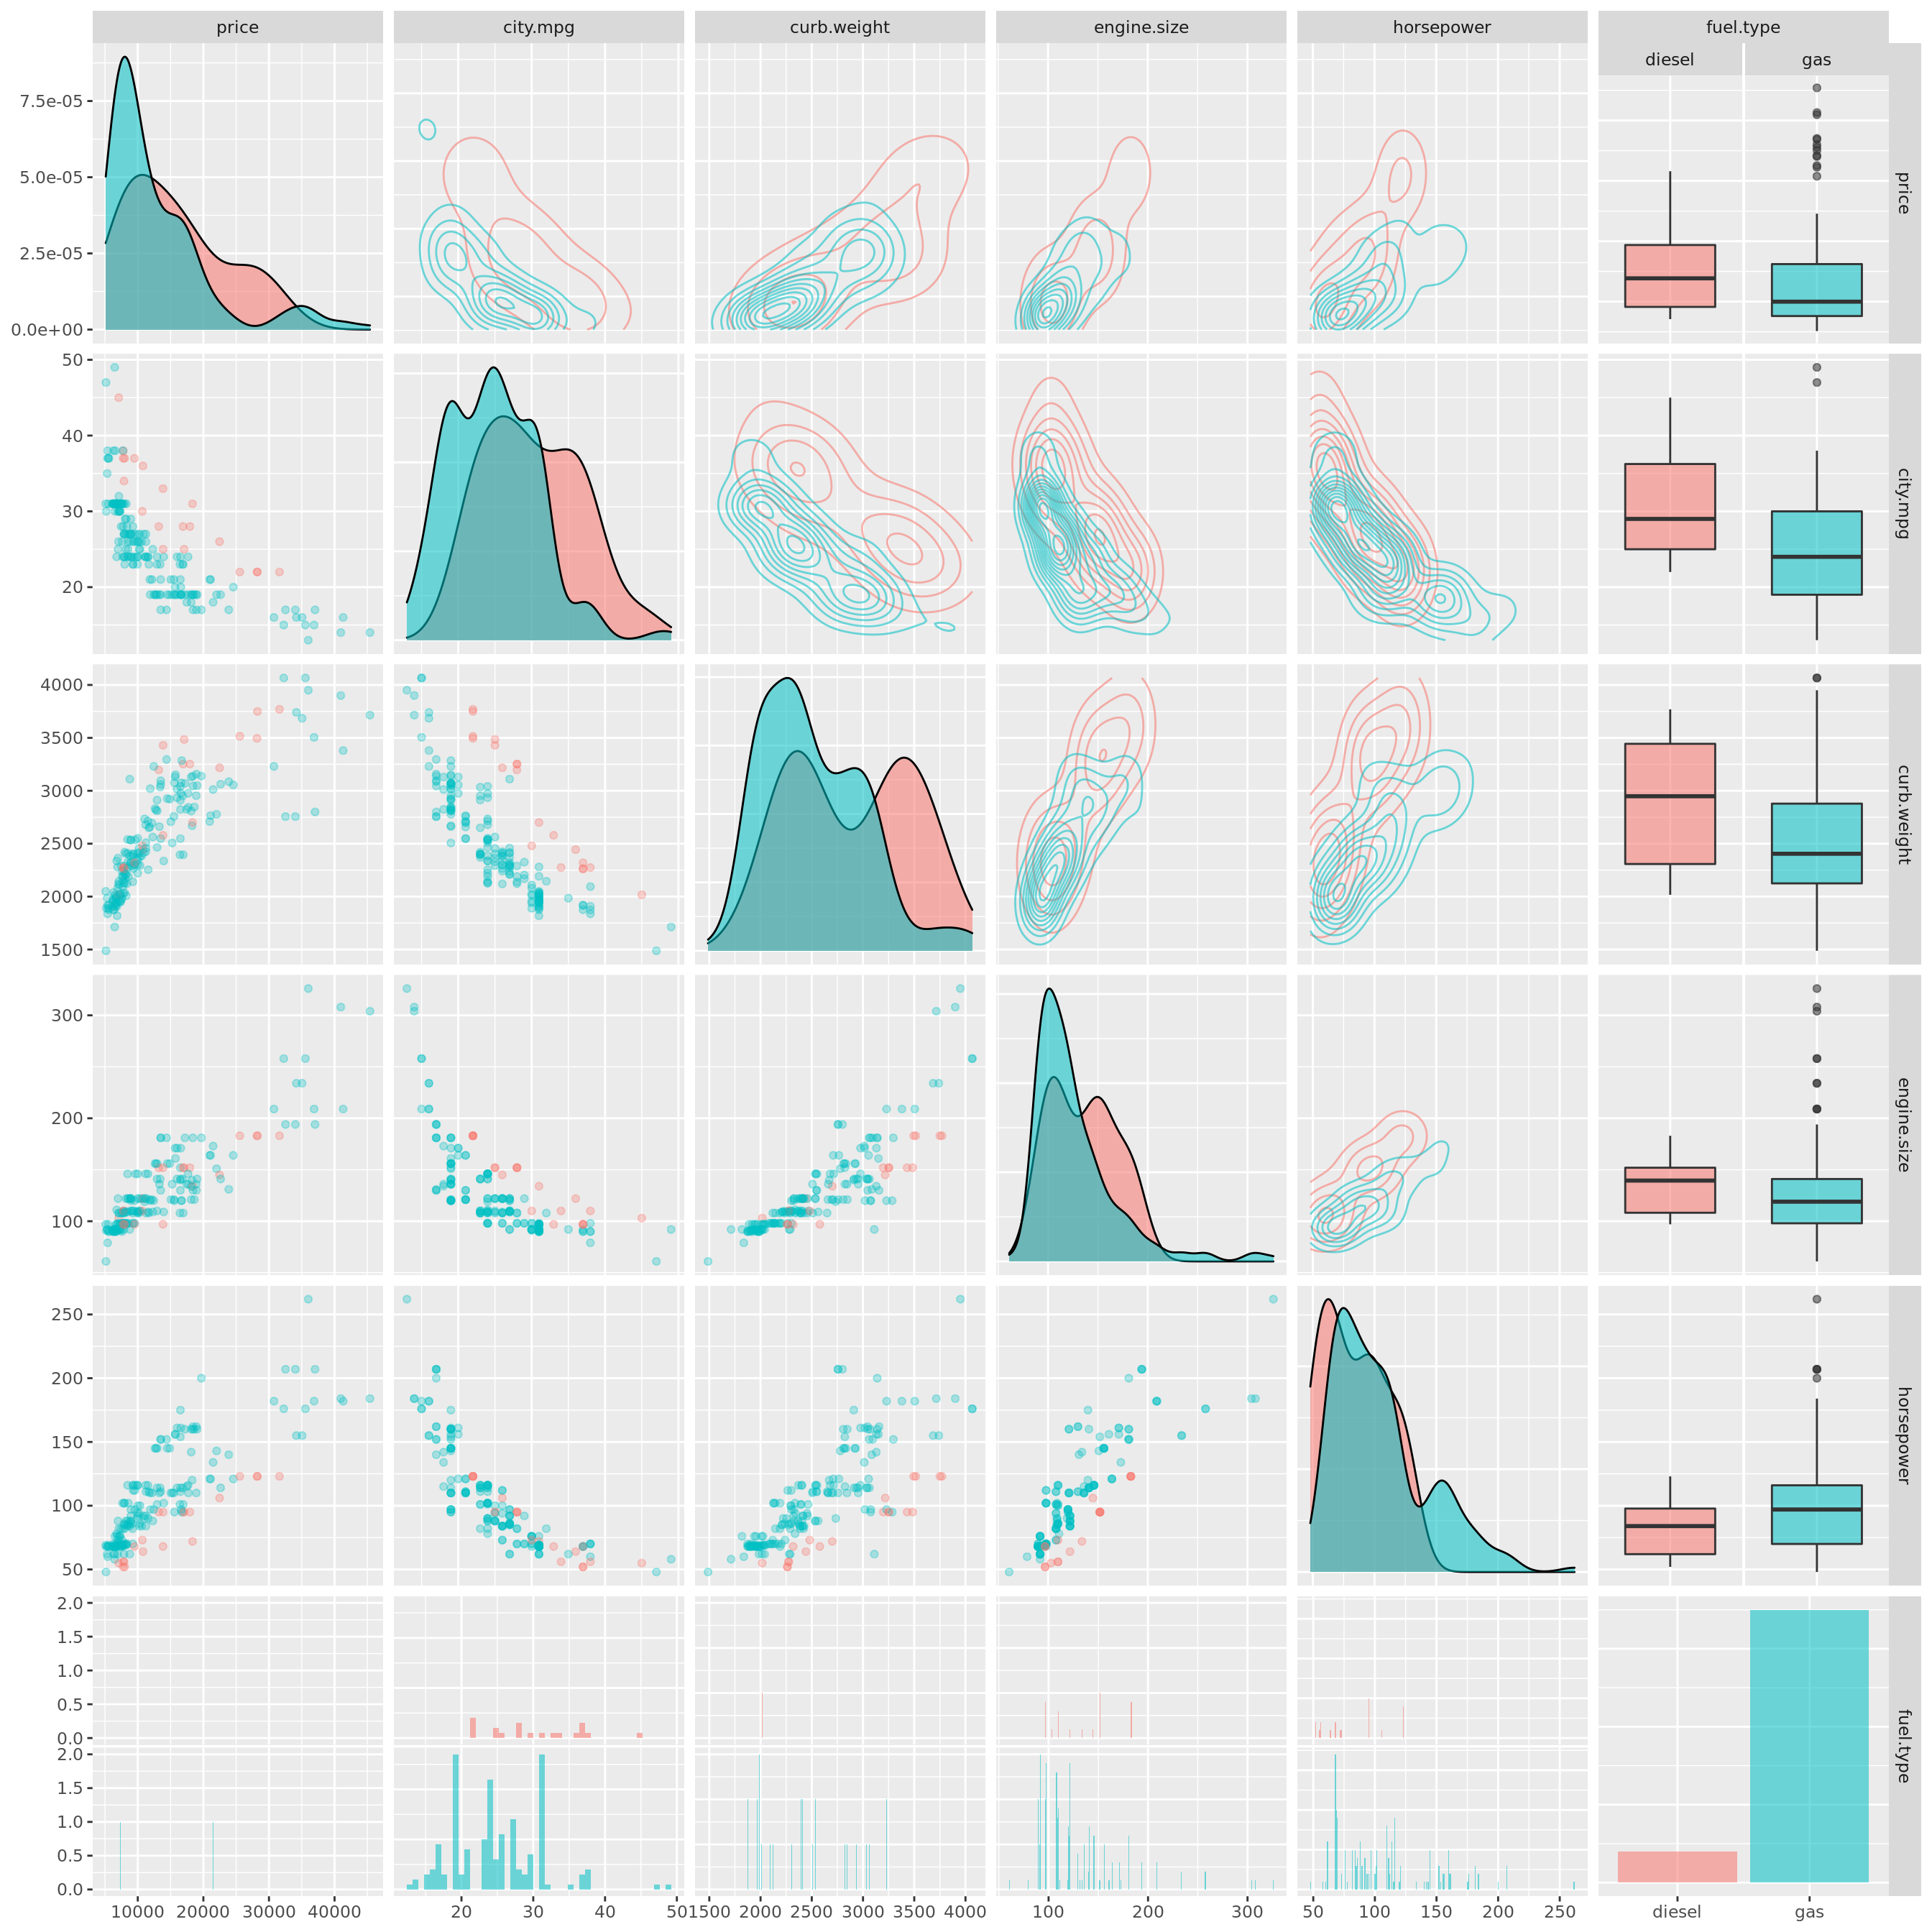 price city.mpg curb.weight engine.size horsepower fuel.type
diesel gas
7.5e-05
5.0e-05
2.5e-05
0.0e+00
price
50
40
30
20
city.mpg
4000
3500
3000
2500
2000
1500
curb.weight
300
200
100
engine.size
250
200
150
100
50
horsepower
2.0
1.5
1.0
0.5
0.0
2.0
1.5
1.0
0.5
0.0
fuel.type
10000 20000 30000 40000 20 30 40 50 1500 2000 2500 3000 3500 4000 100 200 300 50 100 150 200 250 diesel gas